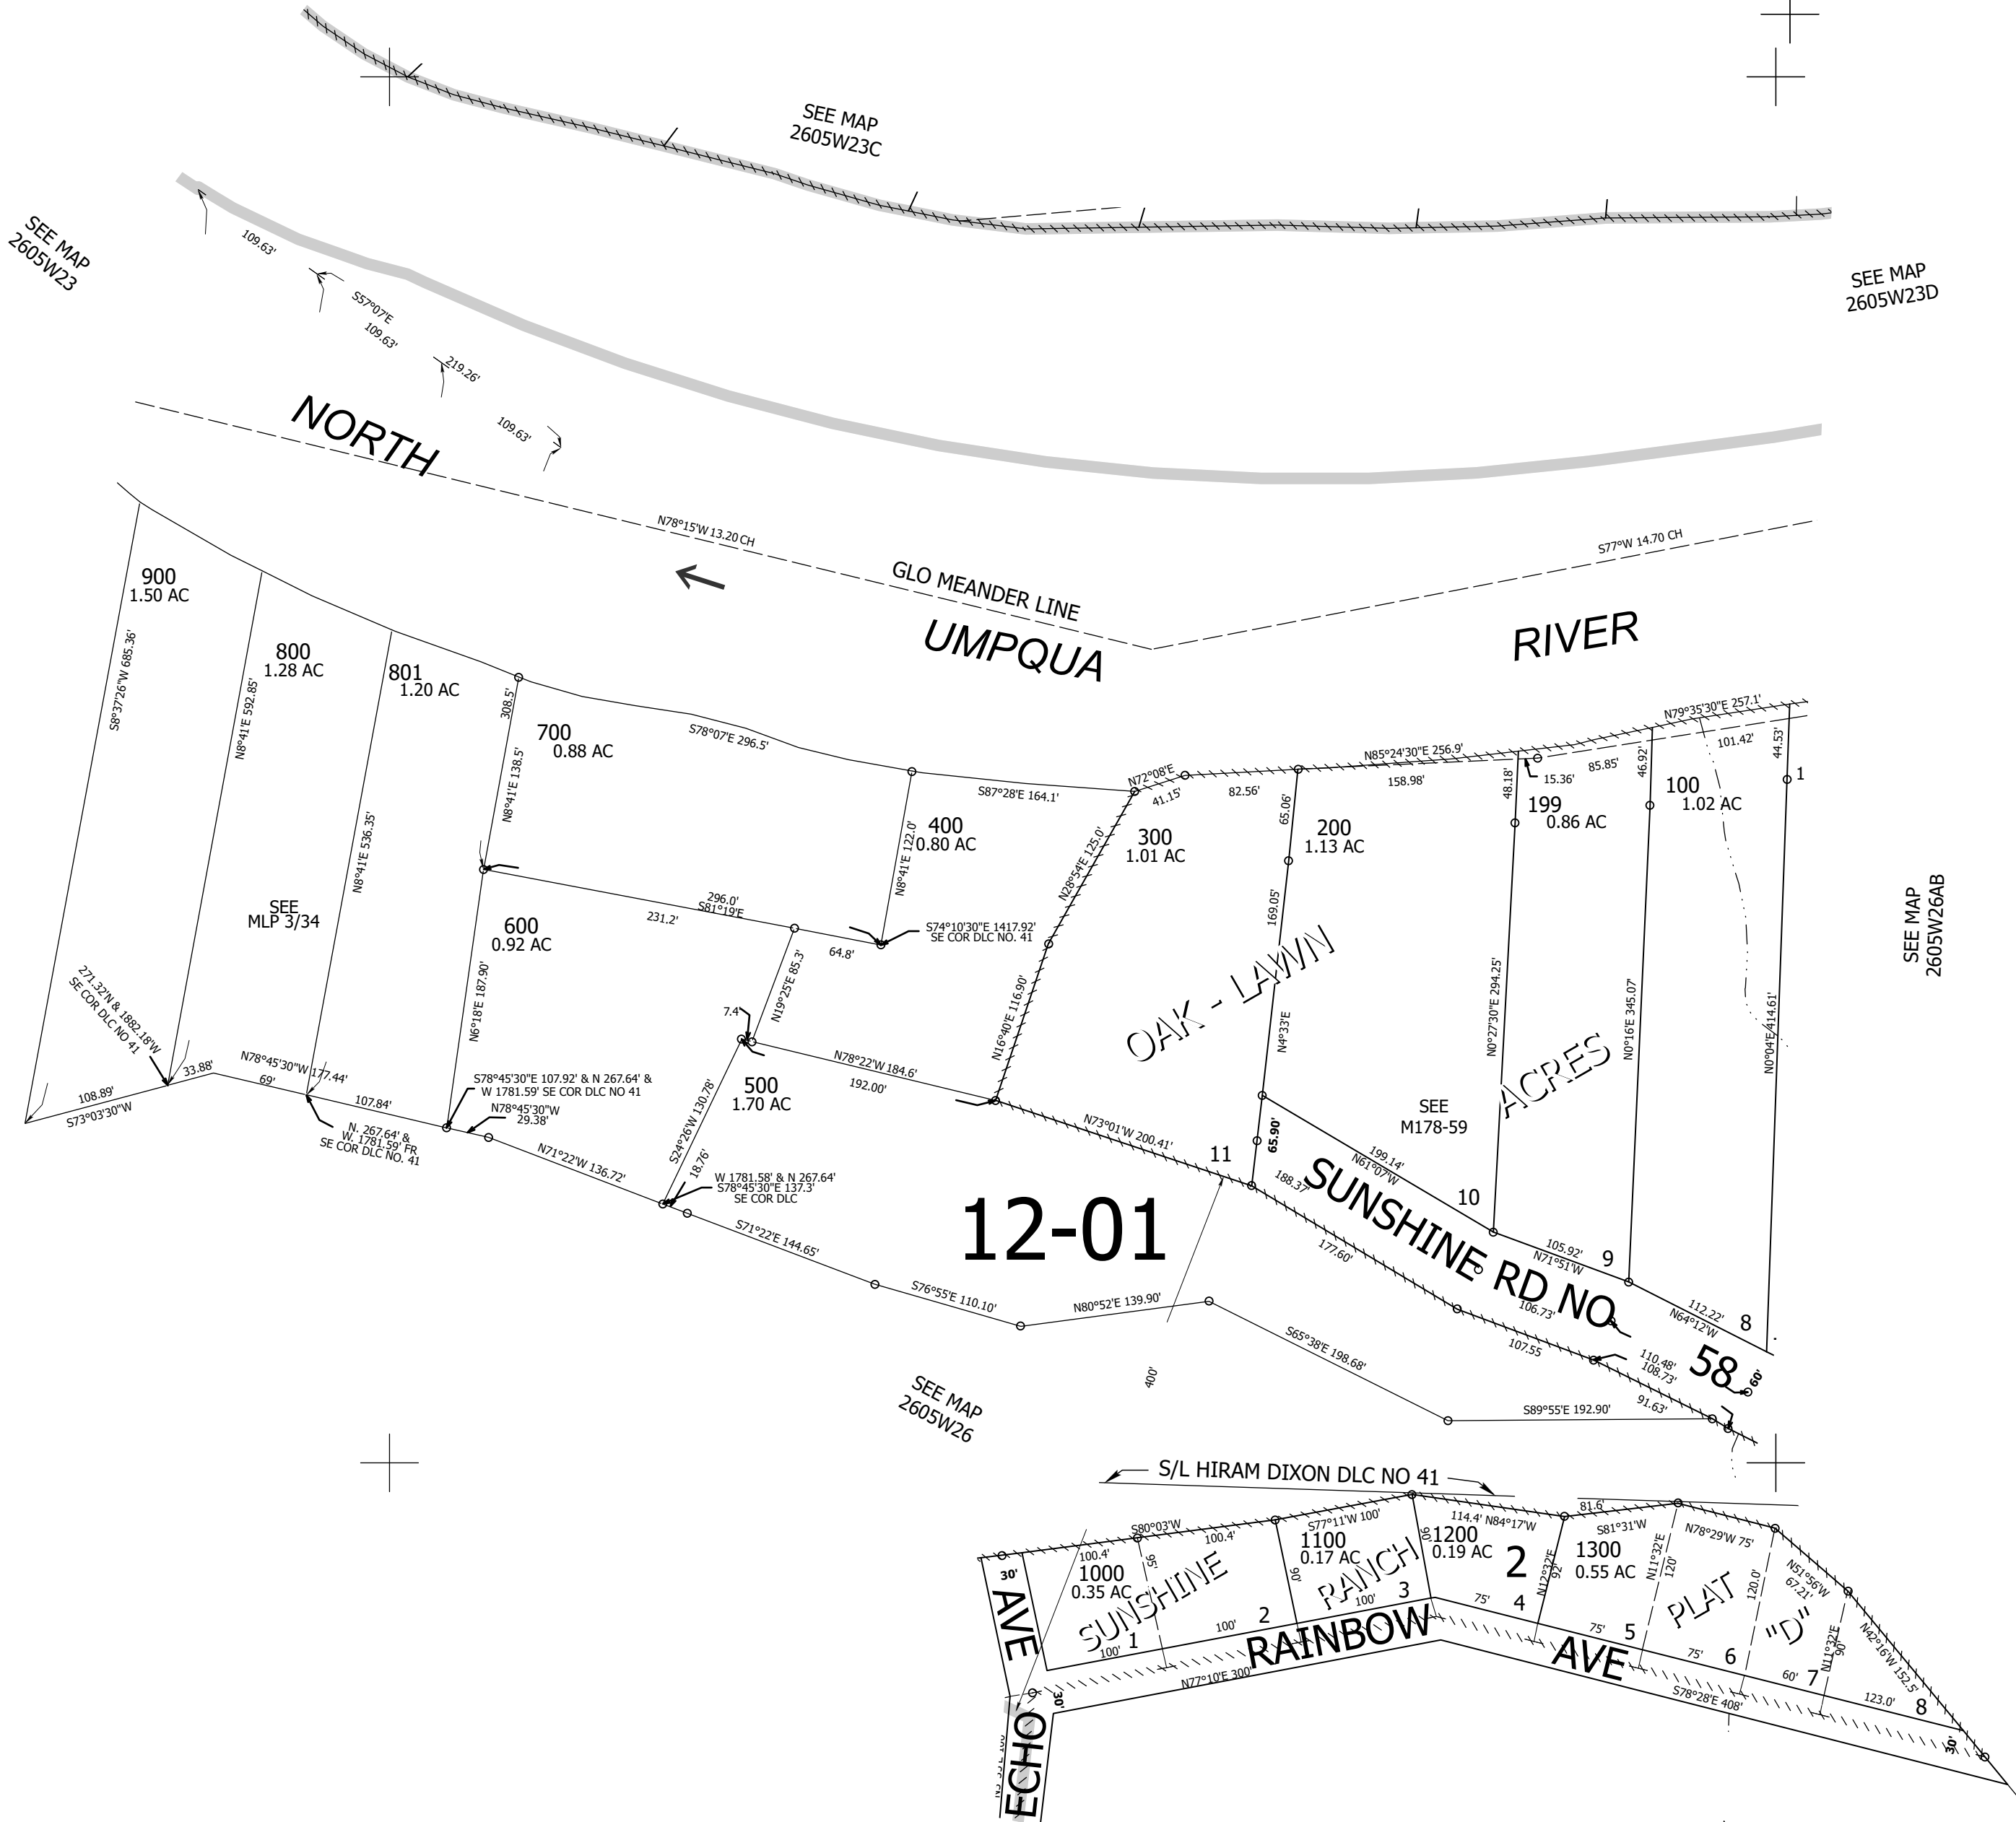 SEE MAP
2605W23C
SEE MAP
2605W23
SEE MAP
2605W23D
109.63'
S57°07'E
109.63'
219.26'
109.63'
NORTH
N78°15'W 13.20 CH
GLO MEANDER LINE
S77°W 14.70 CH
UMPQUA
RIVER
900
1.50 AC
S8°37'26"W 685.36'
800
1.28 AC
N8°41'E 592.85'
801
1.20 AC
N8°41'E 536.35'
SEE
MLP 3/34
308.5'
N8°41'E 138.5'
700
0.88 AC
S78°07'E 296.5'
S87°28'E 164.1'
400
0.80 AC
N8°41'E 122.0'
N72°08'E
41.15'
82.56'
N85°24'30"E 256.9'
158.98'
15.36'
85.85'
N79°35'30"E 257.1'
101.42'
44.53'
46.92'
48.18'
65.06'
1
300
1.01 AC
200
1.13 AC
199
0.86 AC
100
1.02 AC
N28°54'E 125.0'
N16°40'E 116.90'
169.05'
N4°33'E
N0°27'30"E 294.25'
N0°16'E 345.07'
N0°04'E 414.61'
SEE MAP
2605W26AB
OAK - LAWN
ACRES
SEE
M178-59
600
0.92 AC
N6°18'E 187.90'
296.0'
S81°19'E
231.2'
64.8'
S74°10'30"E 1417.92'
SE COR DLC NO. 41
N19°25'E 85.3'
7.4'
N78°22'W 184.6'
192.00'
500
1.70 AC
S24°26'W 130.78'
18.76'
271.32'N & 1882.18'W
SE COR DLC NO 41
108.89'
S73°03'30"W
33.88'
N78°45'30"W 177.44'
69'
107.84'
N. 267.64' &
W. 1781.59' FR
SE COR DLC NO. 41
S78°45'30"E 107.92' & N 267.64' &
W 1781.59' SE COR DLC NO 41
N78°45'30"W
29.38'
N71°22'W 136.72'
W 1781.58' & N 267.64'
S78°45'30"E 137.3'
SE COR DLC
S71°22'E 144.65'
S76°55'E 110.10'
N80°52'E 139.90'
S65°38'E 198.68'
S89°55'E 192.90'
12-01
400'
N73°01'W 200.41'
11
65.90'
188.37'
199.14'
N61°07'W
10
SUNSHINE RD NO
58
177.60'
105.92'
N71°51'W
9
106.73'
107.55
112.22'
N64°12'W
8
110.48'
108.73'
91.63'
60'
SEE MAP
2605W26
S/L HIRAM DIXON DLC NO 41
S80°03'W
100.4'
100.4'
S77°11'W 100'
114.4' N84°17'W
81.6'
S81°31'W
N78°29'W 75'
N51°56'W
67.21'
N42°16'W 152.5'
30'
1000
0.35 AC
95'
1100
0.17 AC
90'
90'
1200
0.19 AC
2
N12°32'E
92'
1300
0.55 AC
N11°32'E
120'
120.0'
N11°32'E
90'
SUNSHINE
RANCH
PLAT
"D"
1
2
3
4
5
6
7
8
100'
100'
100'
75'
75'
75'
60'
123.0'
AVE
RAINBOW
AVE
N77°10'E 300'
S78°28'E 408'
30'
30'
ECHO